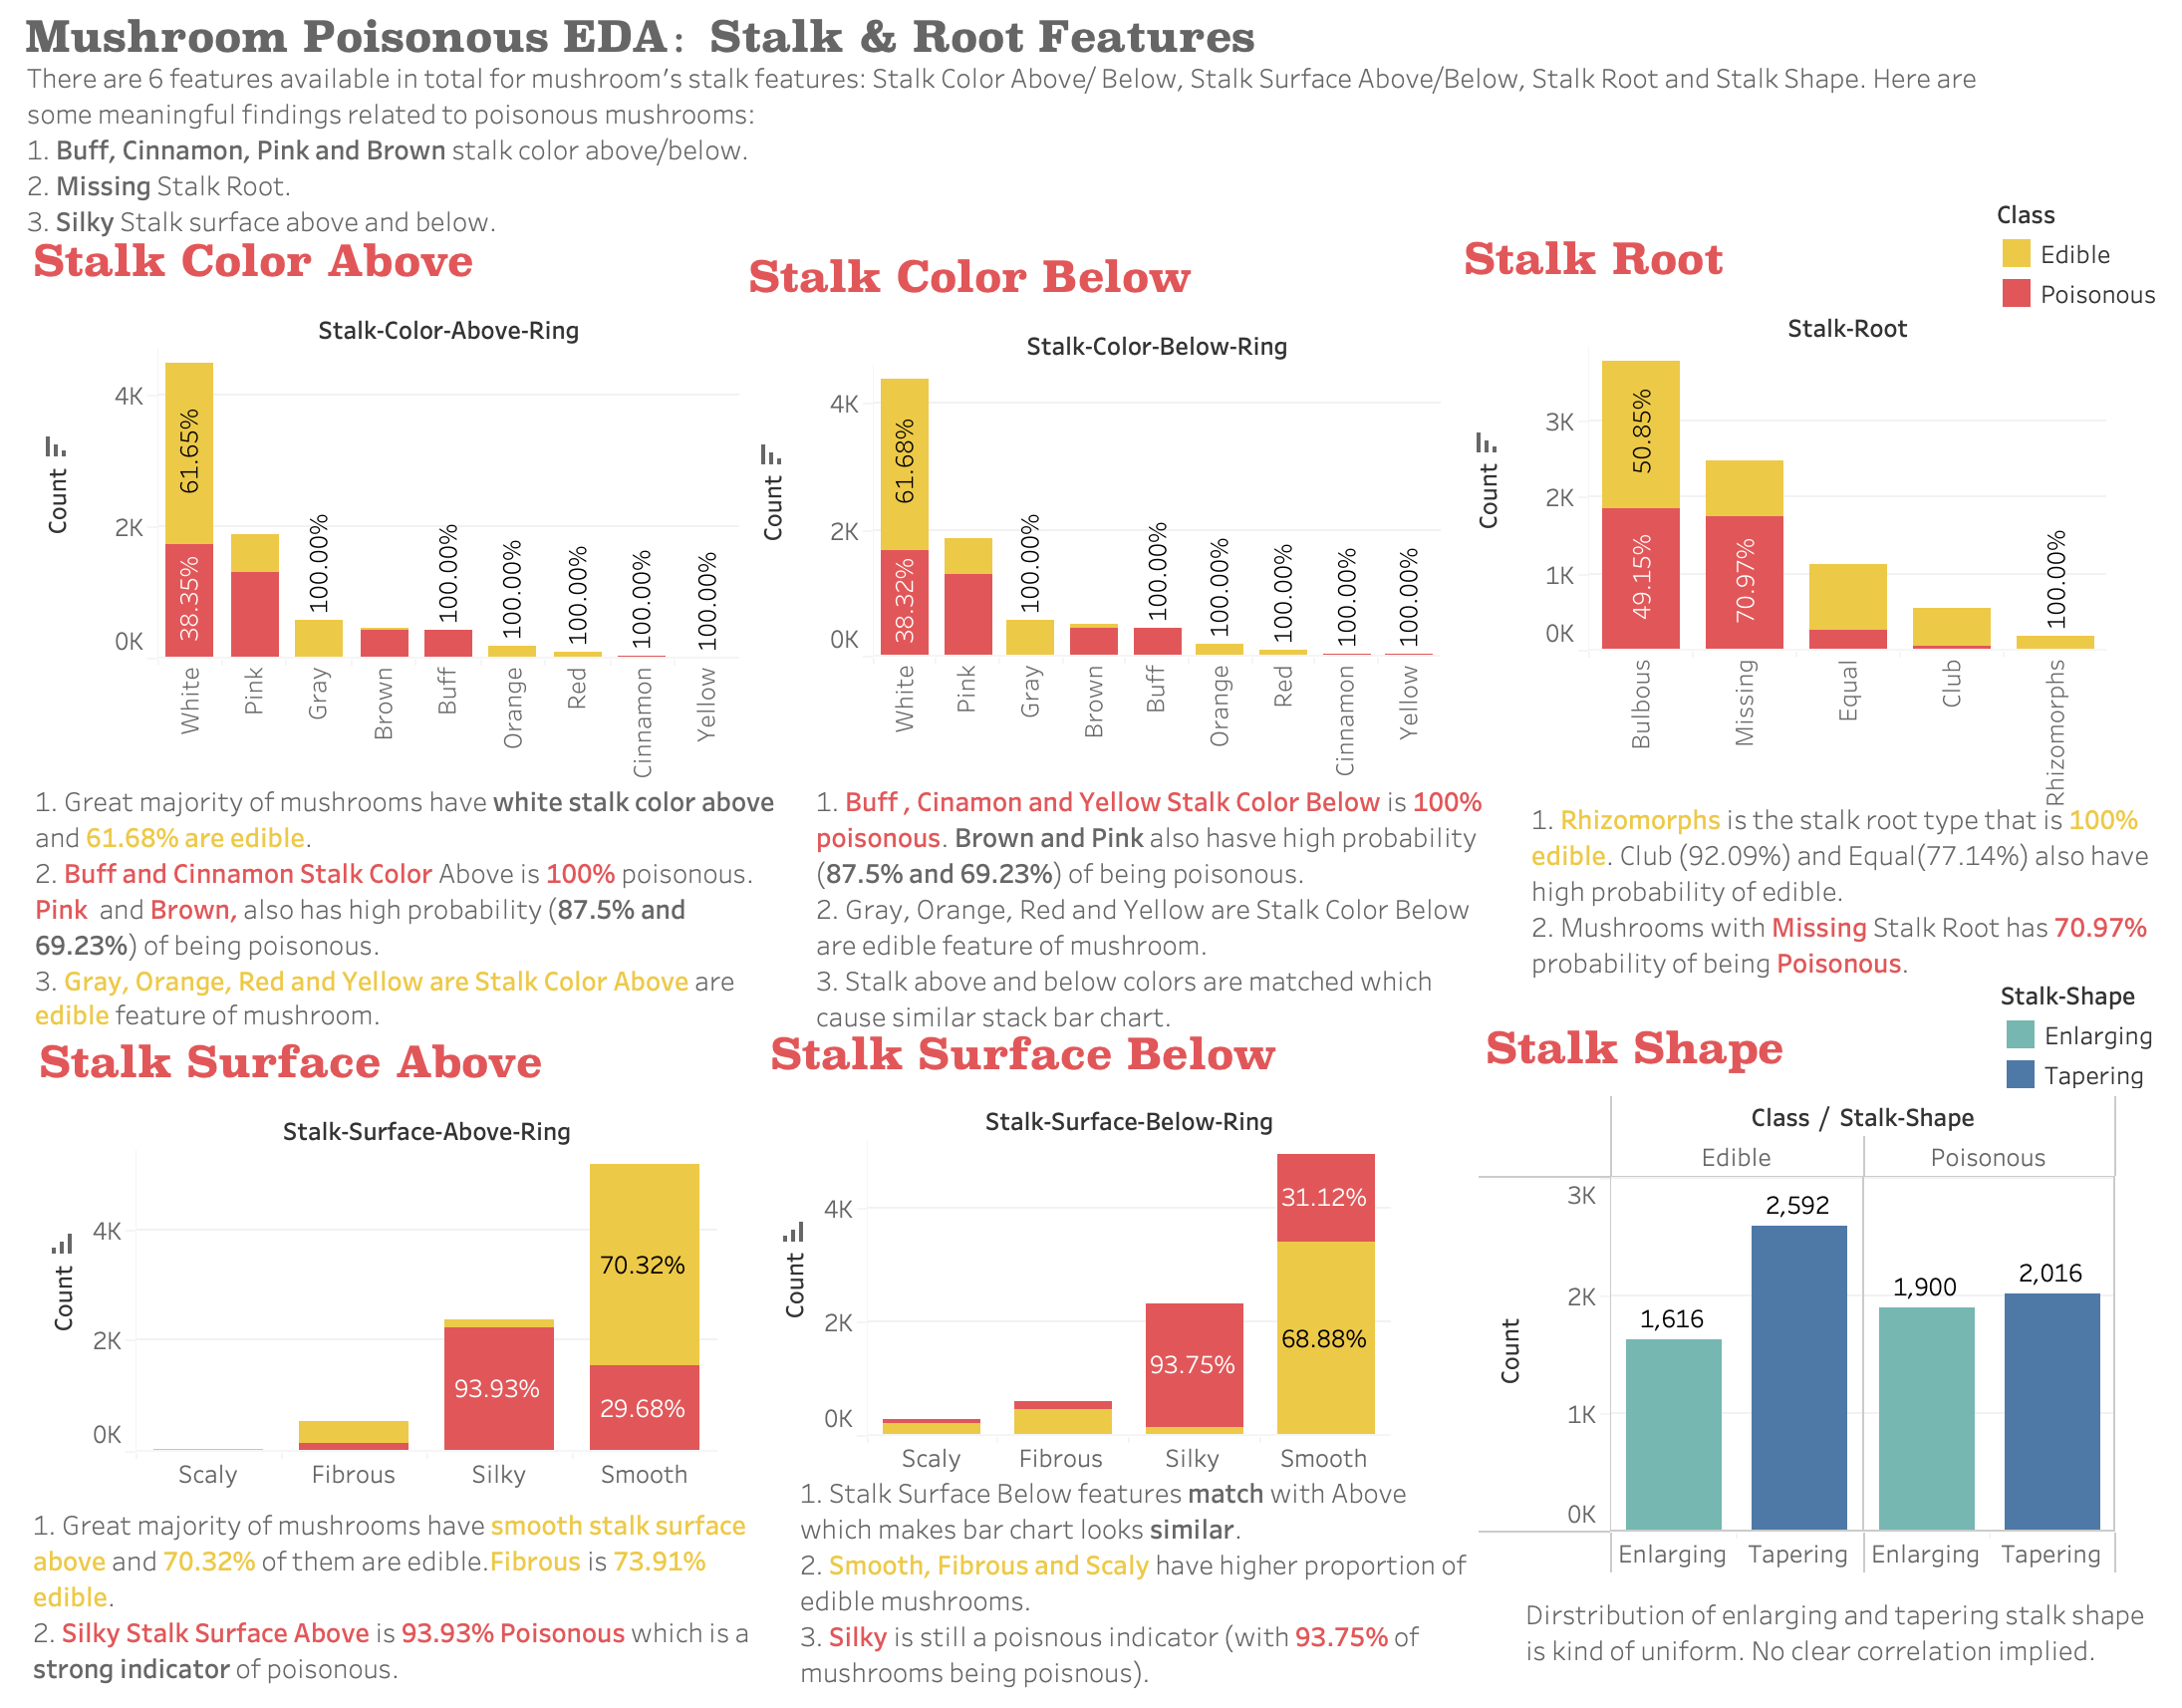 Mushroom Poisonous EDA: Stalk & Root Features
There are 6 features available in total for mushroom's stalk features: Stalk Color Above/ Below, Stalk Surface Above/Below, Stalk Root and Stalk Shape. Here are
some meaningful findings related to poisonous mushrooms:
1. Buff, Cinnamon, Pink and Brown stalk color above/below.
2. Missing Stalk Root.
3. Silky Stalk surface above and below.
Class
Edible
Poisonous
Stalk Color Above
Stalk-Color-Above-Ring
Count
4K
2K
0K
61.65%
38.35%
100.00%
100.00%
100.00%
100.00%
100.00%
100.00%
White
Pink
Gray
Brown
Buff
Orange
Red
Cinnamon
Yellow
1. Great majority of mushrooms have white stalk color above
and 61.68% are edible.
2. Buff and Cinnamon Stalk Color Above is 100% poisonous.
Pink and Brown, also has high probability (87.5% and
69.23%) of being poisonous.
3. Gray, Orange, Red and Yellow are Stalk Color Above are
edible feature of mushroom.
Stalk Color Below
Stalk-Color-Below-Ring
Count
4K
2K
0K
61.68%
38.32%
100.00%
100.00%
100.00%
100.00%
100.00%
100.00%
White
Pink
Gray
Brown
Buff
Orange
Red
Cinnamon
Yellow
1. Buff , Cinamon and Yellow Stalk Color Below is 100%
poisonous. Brown and Pink also hasve high probability
(87.5% and 69.23%) of being poisonous.
2. Gray, Orange, Red and Yellow are Stalk Color Below
are edible feature of mushroom.
3. Stalk above and below colors are matched which
cause similar stack bar chart.
Stalk Root
Stalk-Root
Count
3K
2K
1K
0K
50.85%
49.15%
70.97%
100.00%
Bulbous
Missing
Equal
Club
Rhizomorphs
1. Rhizomorphs is the stalk root type that is 100%
edible. Club (92.09%) and Equal(77.14%) also have
high probability of edible.
2. Mushrooms with Missing Stalk Root has 70.97%
probability of being Poisonous.
Stalk Surface Above
Stalk-Surface-Above-Ring
Count
4K
2K
0K
93.93%
70.32%
29.68%
Scaly
Fibrous
Silky
Smooth
1. Great majority of mushrooms have smooth stalk surface
above and 70.32% of them are edible.Fibrous is 73.91%
edible.
2. Silky Stalk Surface Above is 93.93% Poisonous which is a
strong indicator of poisonous.
Stalk Surface Below
Stalk-Surface-Below-Ring
Count
4K
2K
0K
93.75%
31.12%
68.88%
Scaly
Fibrous
Silky
Smooth
1. Stalk Surface Below features match with Above
which makes bar chart looks similar.
2. Smooth, Fibrous and Scaly have higher proportion of
edible mushrooms.
3. Silky is still a poisnous indicator (with 93.75% of
mushrooms being poisnous).
Stalk-Shape
Enlarging
Tapering
Stalk Shape
Class / Stalk-Shape
Edible
Poisonous
Count
3K
2K
1K
0K
1,616
2,592
1,900
2,016
Enlarging
Tapering
Enlarging
Tapering
Dirstribution of enlarging and tapering stalk shape
is kind of uniform. No clear correlation implied.